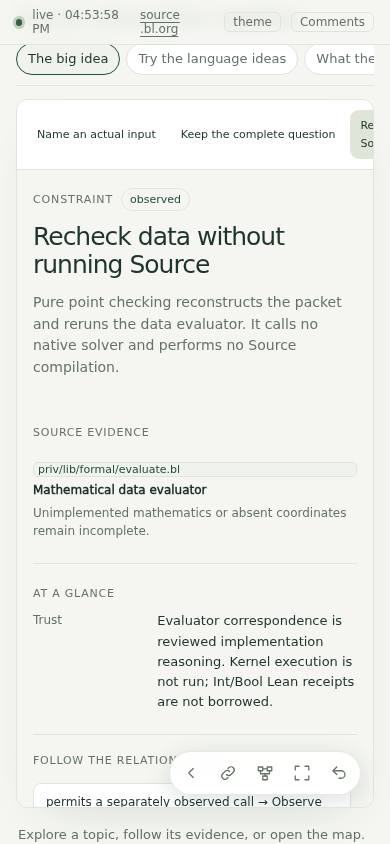 live · 04:53:58 PM
source.bl.org
theme
Comments
The big idea
Try the language ideas
What the
Name an actual input
Keep the complete question
Re
So
CONSTRAINT
observed
Recheck data without
running Source
Pure point checking reconstructs the packet
and reruns the data evaluator. It calls no
native solver and performs no Source
compilation.
SOURCE EVIDENCE
priv/lib/formal/evaluate.bl
Mathematical data evaluator
Unimplemented mathematics or absent coordinates
remain incomplete.
AT A GLANCE
Trust
Evaluator correspondence is
reviewed implementation
reasoning. Kernel execution is
not run; Int/Bool Lean receipts
are not borrowed.
FOLLOW THE RELATION
permits a separately observed call → Observe
Explore a topic, follow its evidence, or open the map.